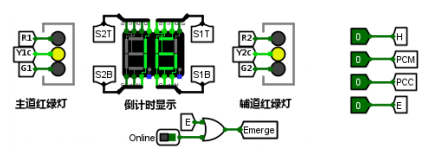 R1
Y1C
G1
主道红绿灯
S2T
S1T
S2B
S1B
16
倒计时显示
R2
Y2C
G2
辅道红绿灯
0 H
0 PCM
0 PCC
0 E
E
Online
Emerge